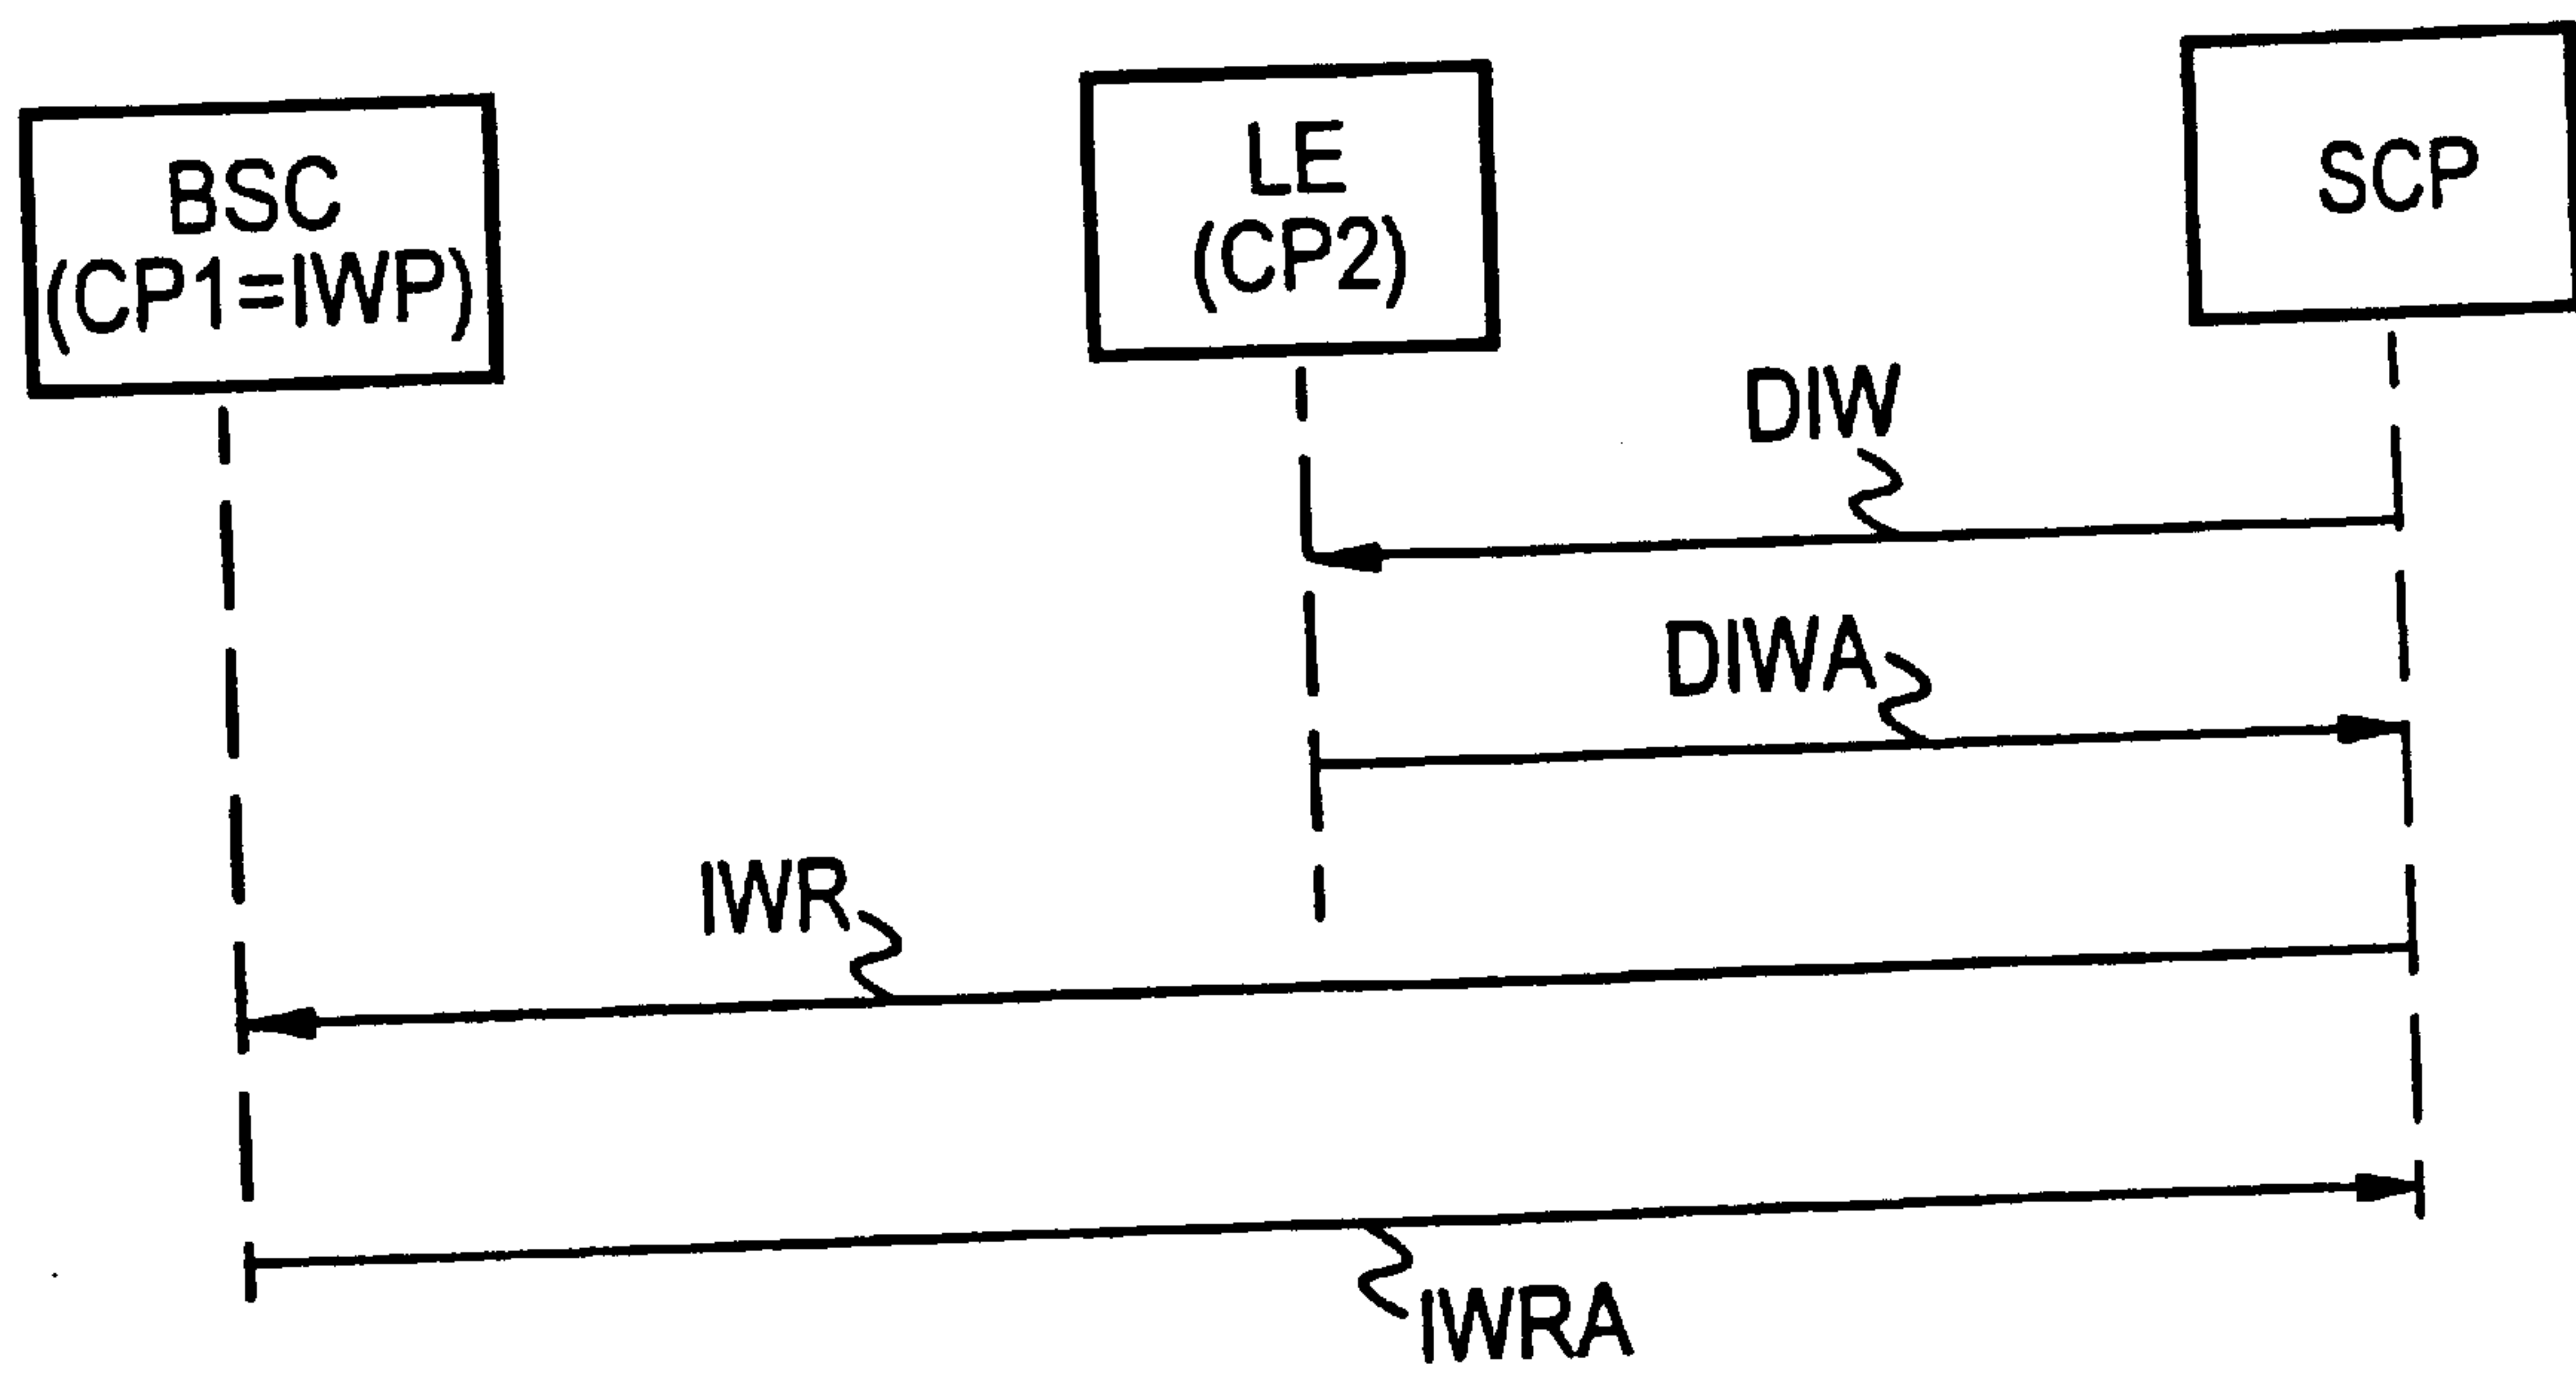 BSC
(CP1=IWP)
LE
(CP2)
SCP
DIW
DIWA
IWR
IWRA